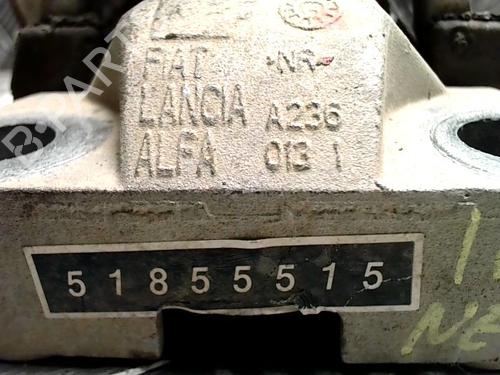 FIAT -NR-
LANCIA A236
ALFA 013 1
51855515